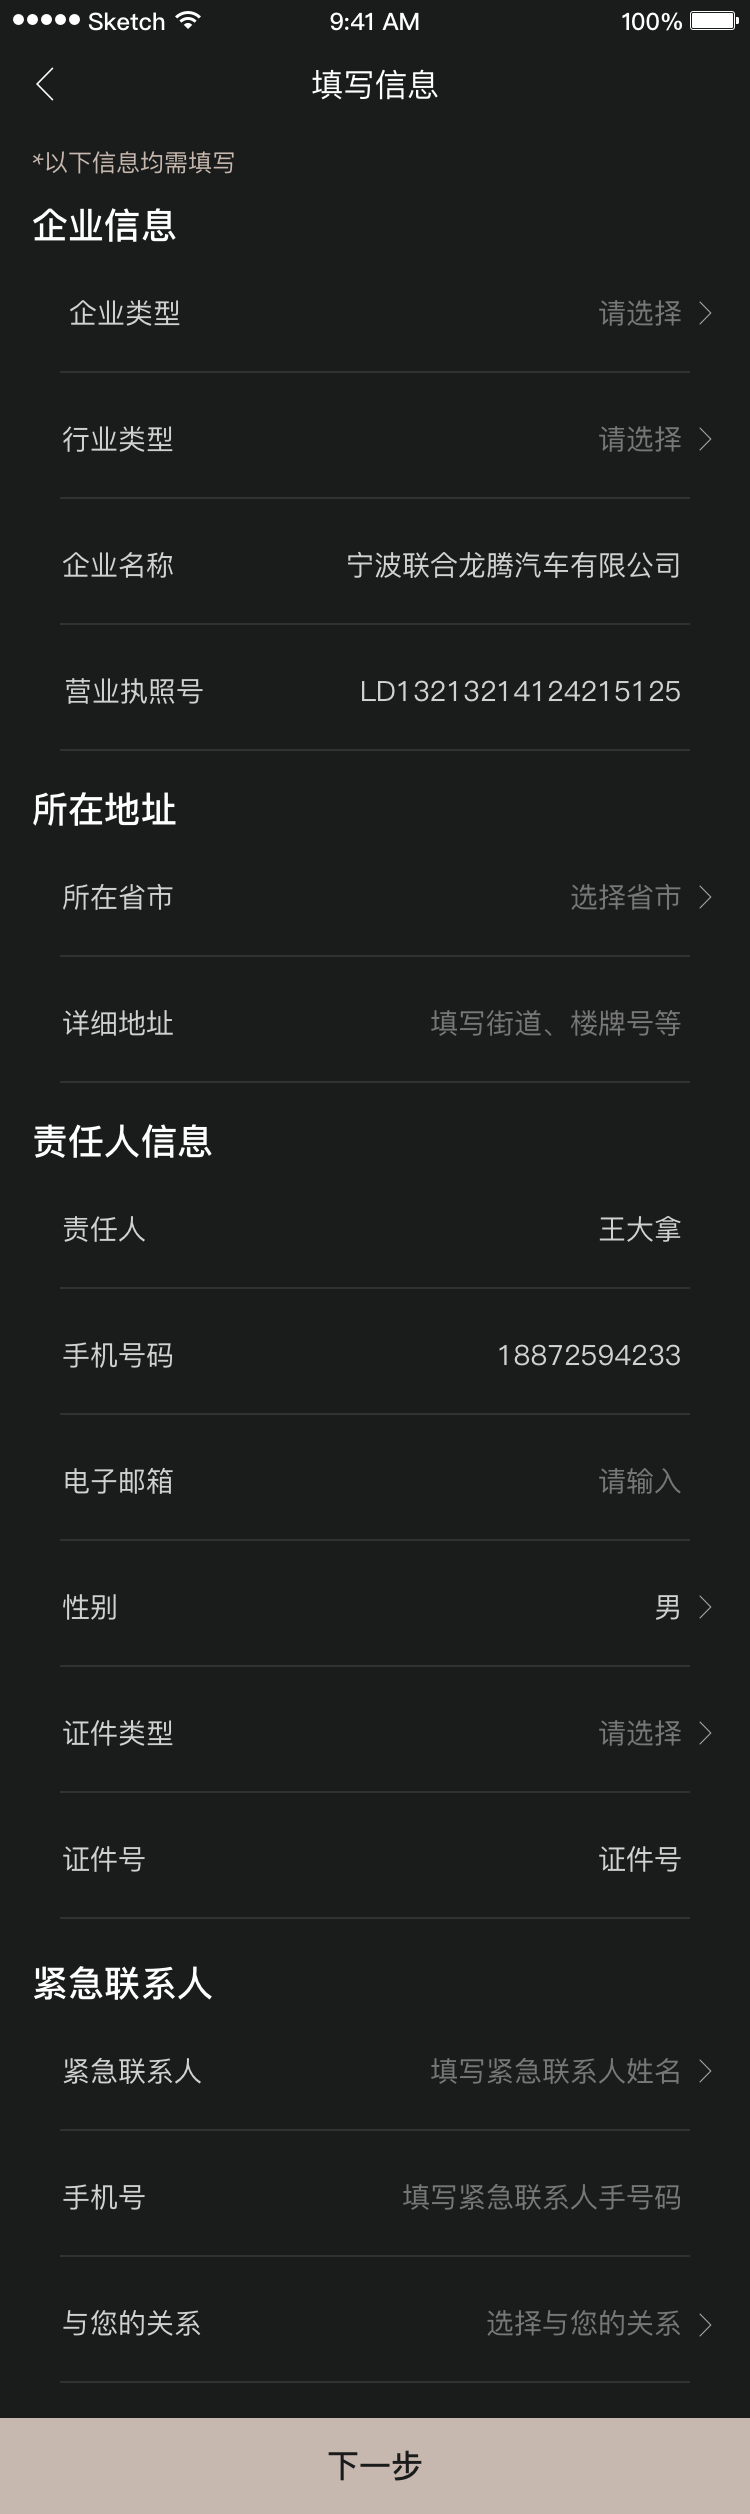 Sketch 9:41 AM 100%
填写信息
*以下信息均需填写
企业信息
企业类型 请选择
行业类型 请选择
企业名称 宁波联合龙腾汽车有限公司
营业执照号 LD13213214124215125
所在地址
所在省市 选择省市
详细地址 填写街道、楼牌号等
责任人信息
责任人 王大拿
手机号码 18872594233
电子邮箱 请输入
性别 男
证件类型 请选择
证件号 证件号
紧急联系人
紧急联系人 填写紧急联系人姓名
手机号 填写紧急联系人手号码
与您的关系 选择与您的关系
下一步